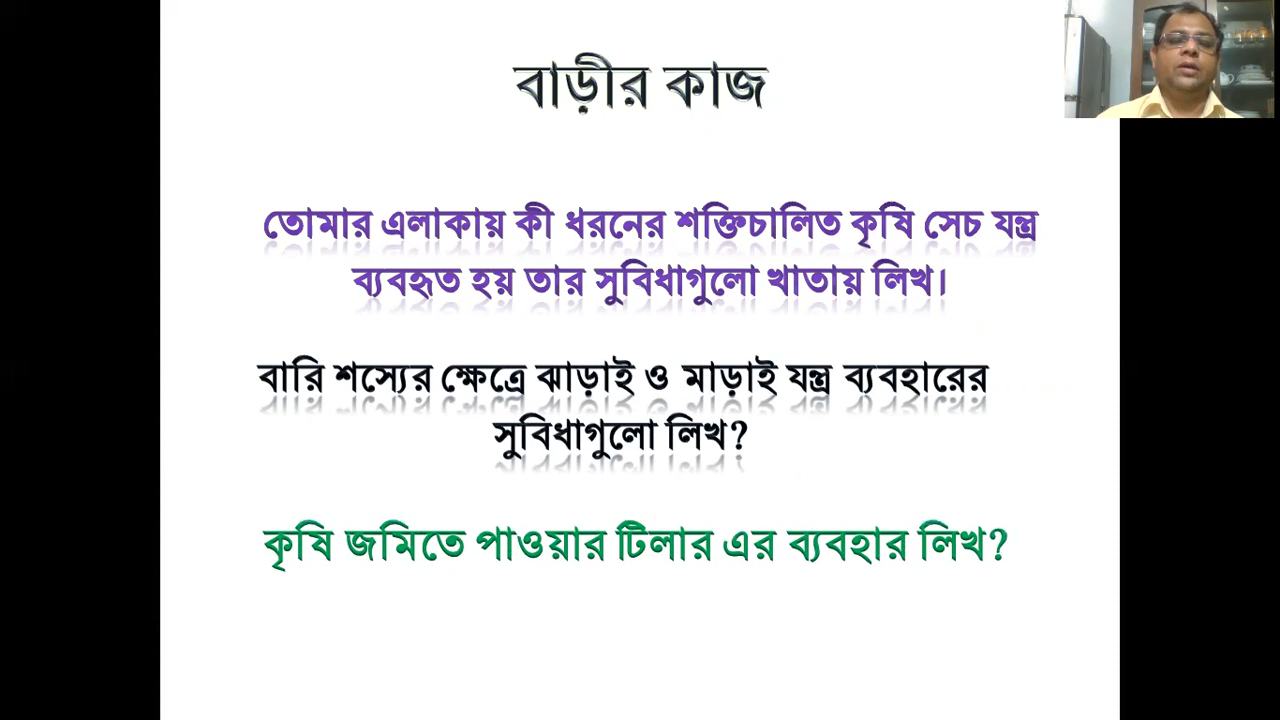 বাড়ীর কাজ
তোমার এলাকায় কী ধরনের শক্তিচালিত কৃষি সেচ যন্ত্র
ব্যবহৃত হয় তার সুবিধাগুলো খাতায় লিখ।
বারি শস্যের ক্ষেত্রে ঝাড়াই ও মাড়াই যন্ত্র ব্যবহারের
সুবিধাগুলো লিখ?
কৃষি জমিতে পাওয়ার টিলার এর ব্যবহার লিখ?